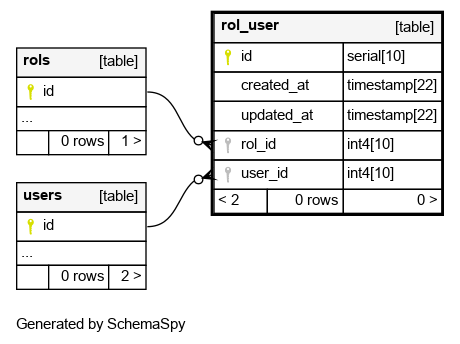 rols [table]
id
...
0 rows 1 >
users [table]
id
...
0 rows 2 >
rol_user [table]
id serial[10]
created_at timestamp[22]
updated_at timestamp[22]
rol_id int4[10]
user_id int4[10]
< 2 0 rows 0 >
Generated by SchemaSpy